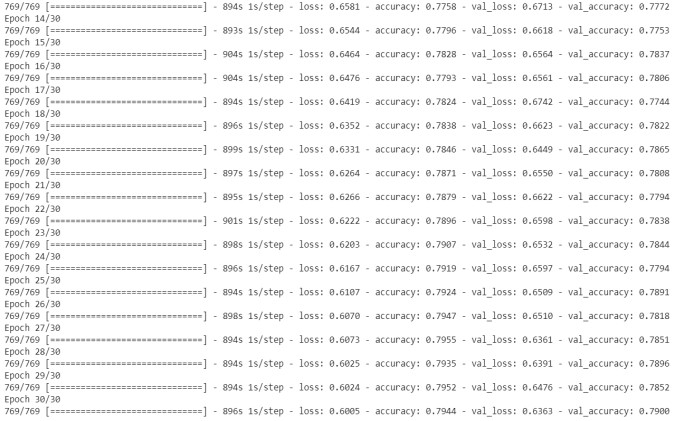 769/769 [==============================] - 894s 1s/step - loss: 0.6581 - accuracy: 0.7758 - val_loss: 0.6713 - val_accuracy: 0.7772
Epoch 14/30
769/769 [==============================] - 893s 1s/step - loss: 0.6544 - accuracy: 0.7796 - val_loss: 0.6618 - val_accuracy: 0.7753
Epoch 15/30
769/769 [==============================] - 904s 1s/step - loss: 0.6464 - accuracy: 0.7828 - val_loss: 0.6564 - val_accuracy: 0.7837
Epoch 16/30
769/769 [==============================] - 904s 1s/step - loss: 0.6476 - accuracy: 0.7793 - val_loss: 0.6561 - val_accuracy: 0.7806
Epoch 17/30
769/769 [==============================] - 894s 1s/step - loss: 0.6419 - accuracy: 0.7824 - val_loss: 0.6742 - val_accuracy: 0.7744
Epoch 18/30
769/769 [==============================] - 896s 1s/step - loss: 0.6352 - accuracy: 0.7838 - val_loss: 0.6623 - val_accuracy: 0.7822
Epoch 19/30
769/769 [==============================] - 899s 1s/step - loss: 0.6331 - accuracy: 0.7846 - val_loss: 0.6449 - val_accuracy: 0.7865
Epoch 20/30
769/769 [==============================] - 897s 1s/step - loss: 0.6264 - accuracy: 0.7871 - val_loss: 0.6550 - val_accuracy: 0.7808
Epoch 21/30
769/769 [==============================] - 895s 1s/step - loss: 0.6266 - accuracy: 0.7879 - val_loss: 0.6622 - val_accuracy: 0.7794
Epoch 22/30
769/769 [==============================] - 901s 1s/step - loss: 0.6222 - accuracy: 0.7896 - val_loss: 0.6598 - val_accuracy: 0.7838
Epoch 23/30
769/769 [==============================] - 898s 1s/step - loss: 0.6203 - accuracy: 0.7907 - val_loss: 0.6532 - val_accuracy: 0.7844
Epoch 24/30
769/769 [==============================] - 896s 1s/step - loss: 0.6167 - accuracy: 0.7919 - val_loss: 0.6597 - val_accuracy: 0.7794
Epoch 25/30
769/769 [==============================] - 894s 1s/step - loss: 0.6107 - accuracy: 0.7924 - val_loss: 0.6509 - val_accuracy: 0.7891
Epoch 26/30
769/769 [==============================] - 898s 1s/step - loss: 0.6070 - accuracy: 0.7947 - val_loss: 0.6510 - val_accuracy: 0.7818
Epoch 27/30
769/769 [==============================] - 894s 1s/step - loss: 0.6073 - accuracy: 0.7955 - val_loss: 0.6361 - val_accuracy: 0.7851
Epoch 28/30
769/769 [==============================] - 894s 1s/step - loss: 0.6025 - accuracy: 0.7935 - val_loss: 0.6391 - val_accuracy: 0.7896
Epoch 29/30
769/769 [==============================] - 894s 1s/step - loss: 0.6024 - accuracy: 0.7952 - val_loss: 0.6476 - val_accuracy: 0.7852
Epoch 30/30
769/769 [==============================] - 896s 1s/step - loss: 0.6005 - accuracy: 0.7944 - val_loss: 0.6363 - val_accuracy: 0.7900